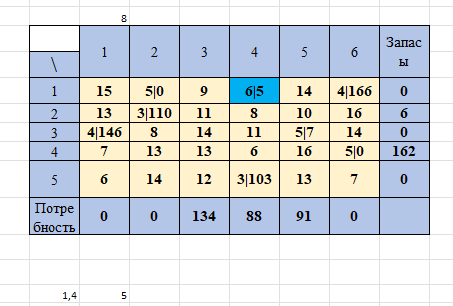 8
\ 1 2 3 4 5 6 Запас
ы
1 15 5|0 9 6|5 14 4|166 0
2 13 3|110 11 8 10 16 6
3 4|146 8 14 11 5|7 14 0
4 7 13 13 6 16 5|0 162
5 6 14 12 3|103 13 7 0
Потре
бность 0 0 134 88 91 0
1,4 5